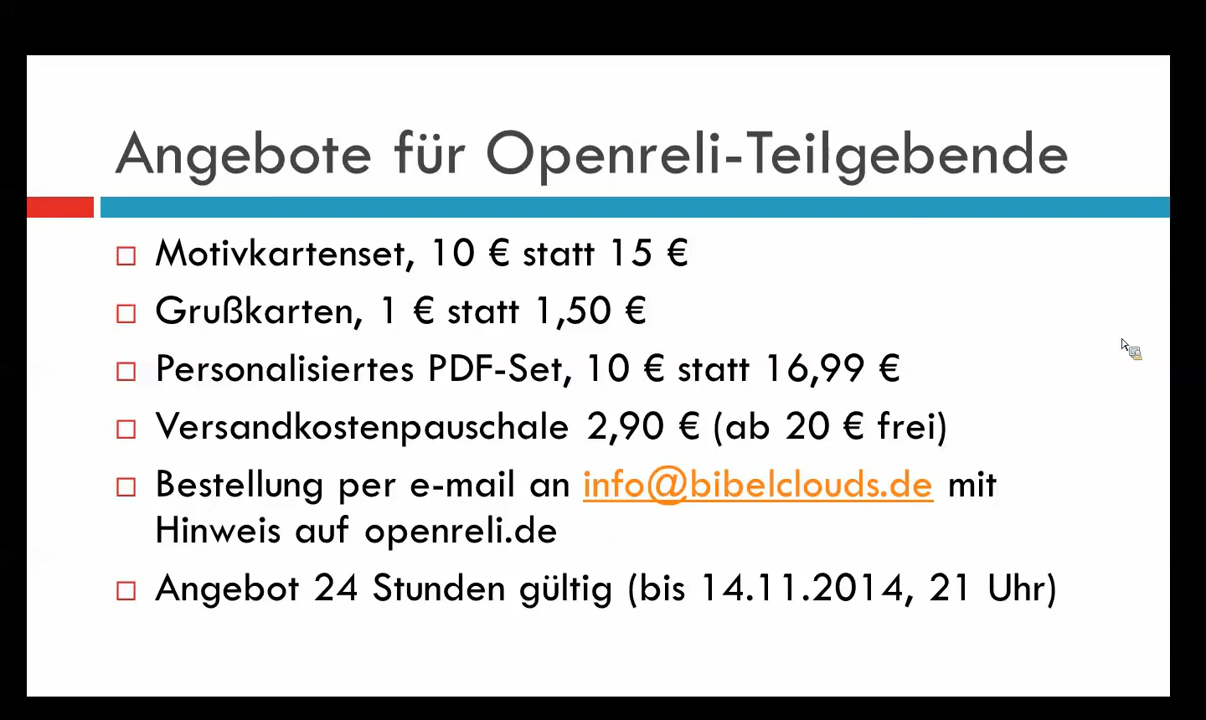 Angebote für Openreli-Teilgebende
Motivkartenset, 10 € statt 15 €
Grußkarten, 1 € statt 1,50 €
Personalisiertes PDF-Set, 10 € statt 16,99 €
Versandkostenpauschale 2,90 € (ab 20 € frei)
Bestellung per e-mail an info@bibelclouds.de mit
Hinweis auf openreli.de
Angebot 24 Stunden gültig (bis 14.11.2014, 21 Uhr)